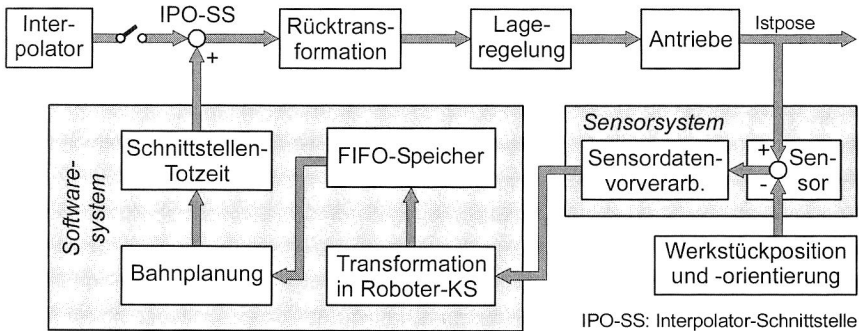 IPO-SS
Inter-
polator
Rücktrans-
formation
Lage-
regelung
Antriebe
Istpose
+
Software-
system
Schnittstellen-
Totzeit
FIFO-Speicher
Bahnplanung
Transformation
in Roboter-KS
Sensorsystem
Sensordaten-
vorverarb.
+
-
Sen-
sor
Werkstückposition
und -orientierung
IPO-SS: Interpolator-Schnittstelle